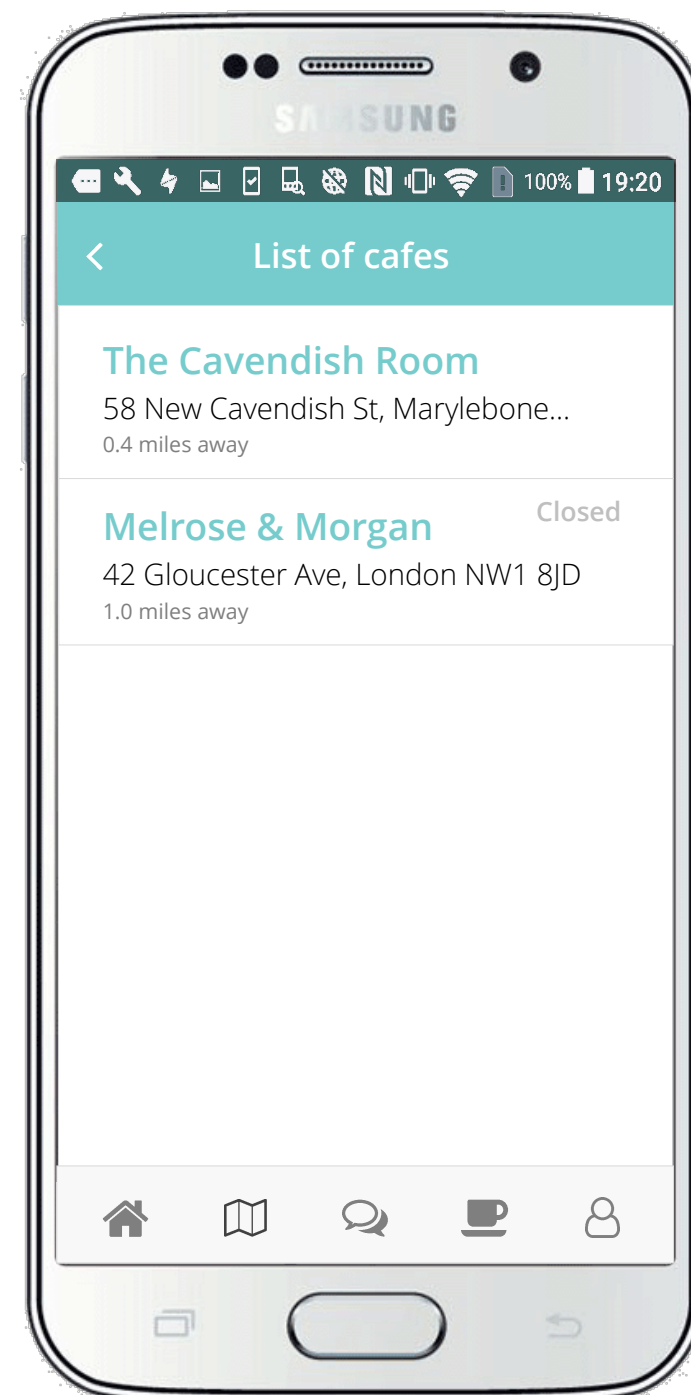 SAMSUNG
100% 19:20
List of cafes
The Cavendish Room
58 New Cavendish St, Marylebone...
0.4 miles away
Closed
Melrose & Morgan
42 Gloucester Ave, London NW1 8JD
1.0 miles away